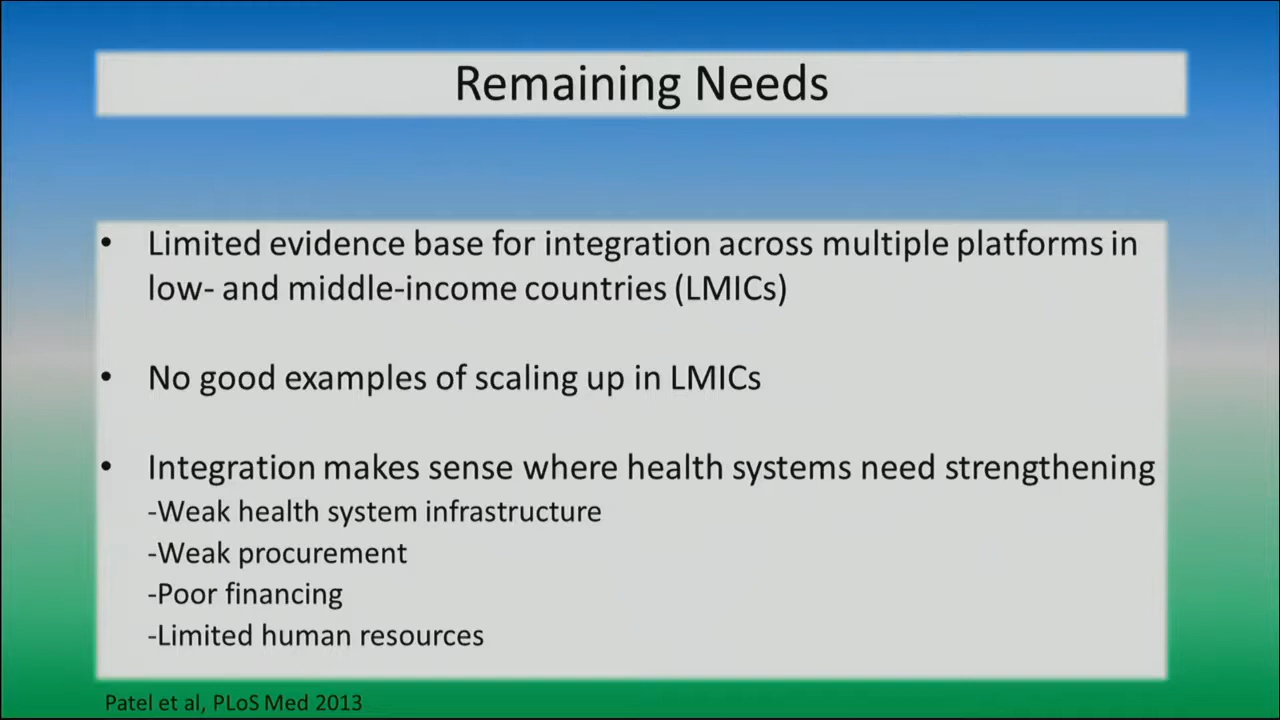 Remaining Needs
• Limited evidence base for integration across multiple platforms in
low- and middle-income countries (LMICs)
• No good examples of scaling up in LMICs
• Integration makes sense where health systems need strengthening
-Weak health system infrastructure
-Weak procurement
-Poor financing
-Limited human resources
Patel et al, PLoS Med 2013